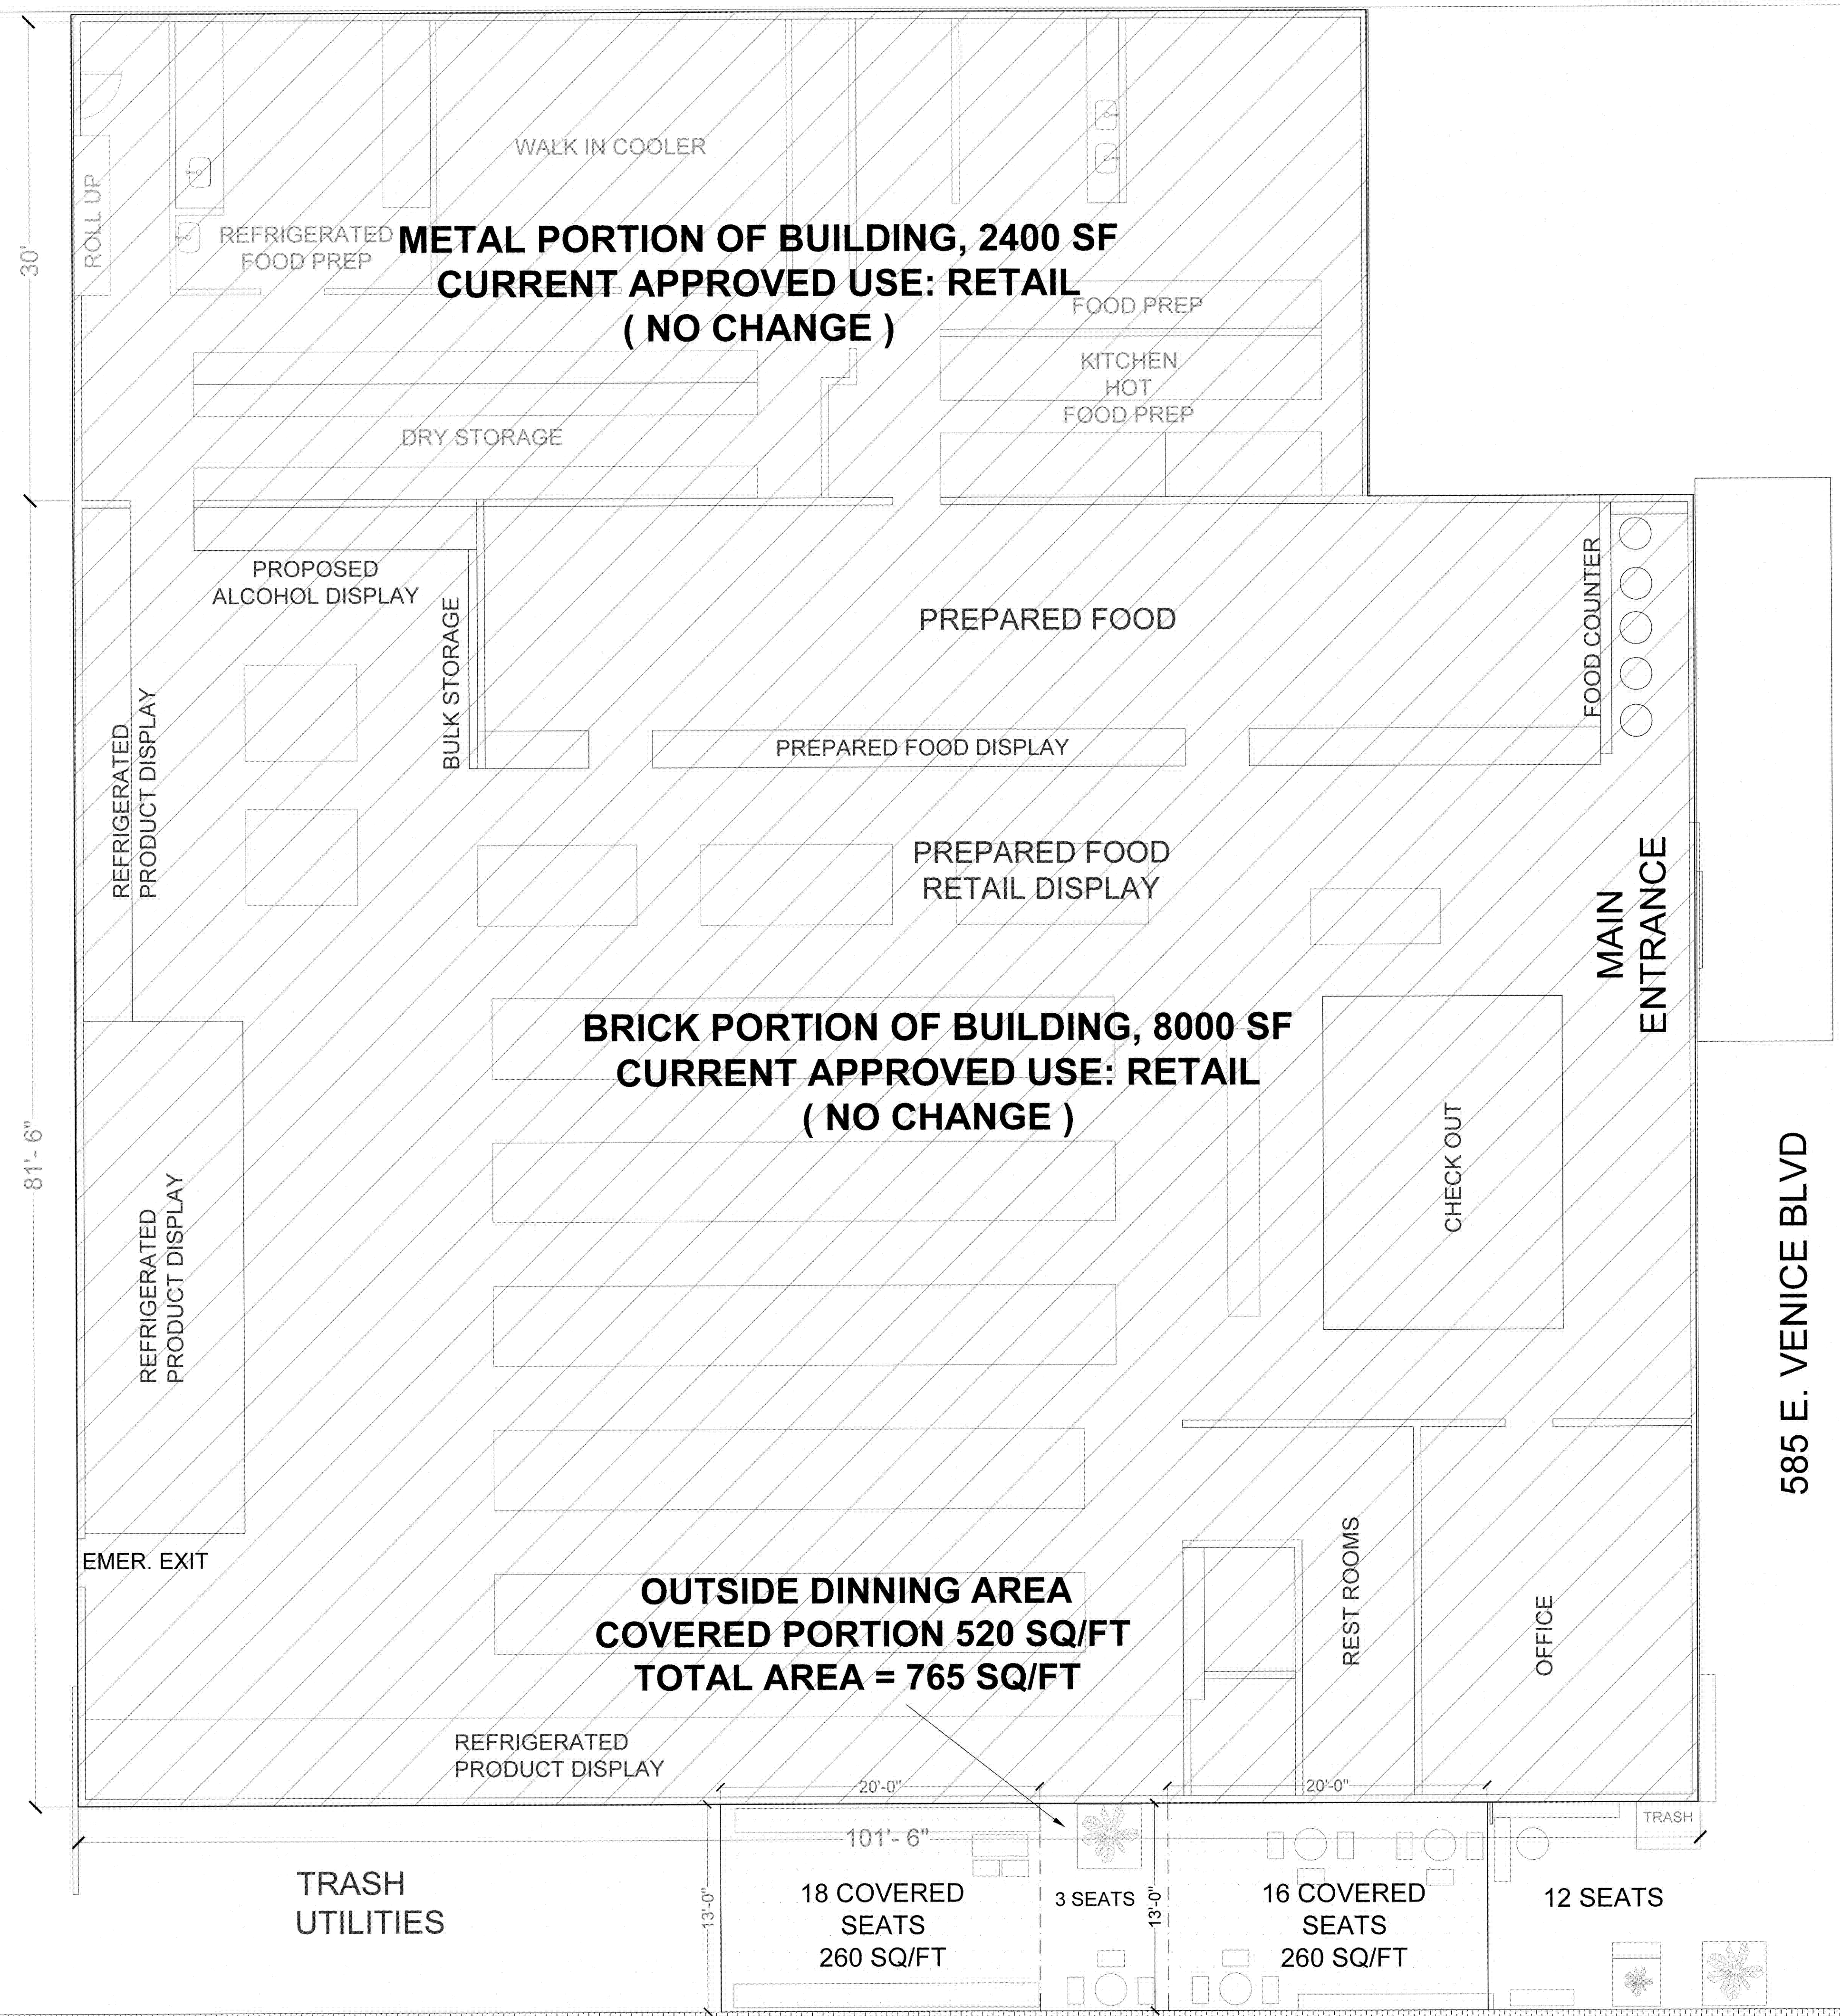 WALK IN COOLER
ROLL UP
30'
REFRIGERATED
FOOD PREP
METAL PORTION OF BUILDING, 2400 SF
CURRENT APPROVED USE: RETAIL
( NO CHANGE )
FOOD PREP
KITCHEN
HOT
FOOD PREP
DRY STORAGE
PROPOSED
ALCOHOL DISPLAY
BULK STORAGE
PREPARED FOOD
FOOD COUNTER
REFRIGERATED
PRODUCT DISPLAY
PREPARED FOOD DISPLAY
PREPARED FOOD
RETAIL DISPLAY
MAIN
ENTRANCE
BRICK PORTION OF BUILDING, 8000 SF
CURRENT APPROVED USE: RETAIL
( NO CHANGE )
81'- 6"
CHECK OUT
585 E. VENICE BLVD
REFRIGERATED
PRODUCT DISPLAY
EMER. EXIT
OUTSIDE DINNING AREA
COVERED PORTION 520 SQ/FT
TOTAL AREA = 765 SQ/FT
REST ROOMS
OFFICE
REFRIGERATED
PRODUCT DISPLAY
20'-0"
20'-0"
101'- 6"
TRASH
TRASH
UTILITIES
13'-0"
18 COVERED
SEATS
260 SQ/FT
3 SEATS
13'-0"
16 COVERED
SEATS
260 SQ/FT
12 SEATS